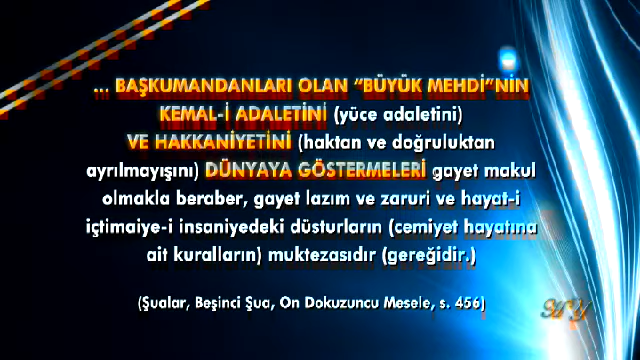 ... BAŞKUMANDANLARI OLAN “BÜYÜK MEHDİ”NİN
KEMAL-İ ADALETİNİ (yüce adaletini)
VE HAKKANİYETİNİ (haktan ve doğruluktan
ayrılmayışını) DÜNYAYA GÖSTERMELERİ gayet makul
olmakla beraber, gayet lazım ve zaruri ve hayat-i
içtimaiye-i insaniyedeki düsturların (cemiyet hayatına
ait kuralların) muktezasıdır (gereğidir.)
(Şualar, Beşinci Şua, On Dokuzuncu Mesele, s. 456)